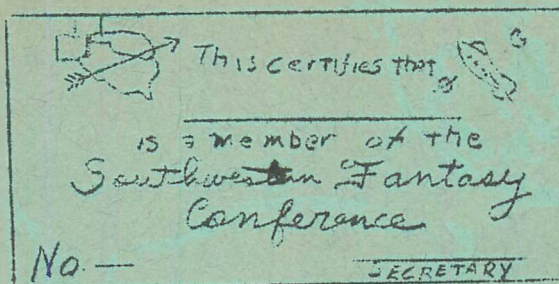 This certifies that
is a member of the
Southwestern Fantasy
Conference
No. —
SECRETARY